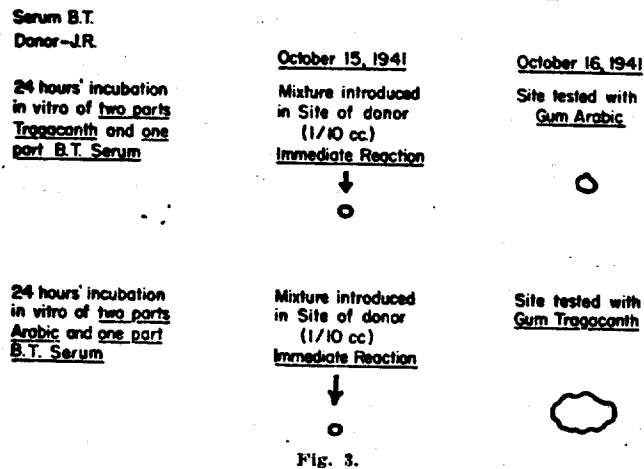 Serum B.T.
Donor-J.R.
24 hours' incubation
in vitro of two parts
Tragacanth and one
part B.T. Serum
October 15, 1941
Mixture introduced
in Site of donor
(1/10 cc.)
Immediate Reaction
October 16, 1941
Site tested with
Gum Arabic
24 hours' incubation
in vitro of two parts
Arabic and one part
B.T. Serum
Mixture introduced
in Site of donor
(1/10 cc)
Immediate Reaction
Site tested with
Gum Tragacanth
Fig. 3.